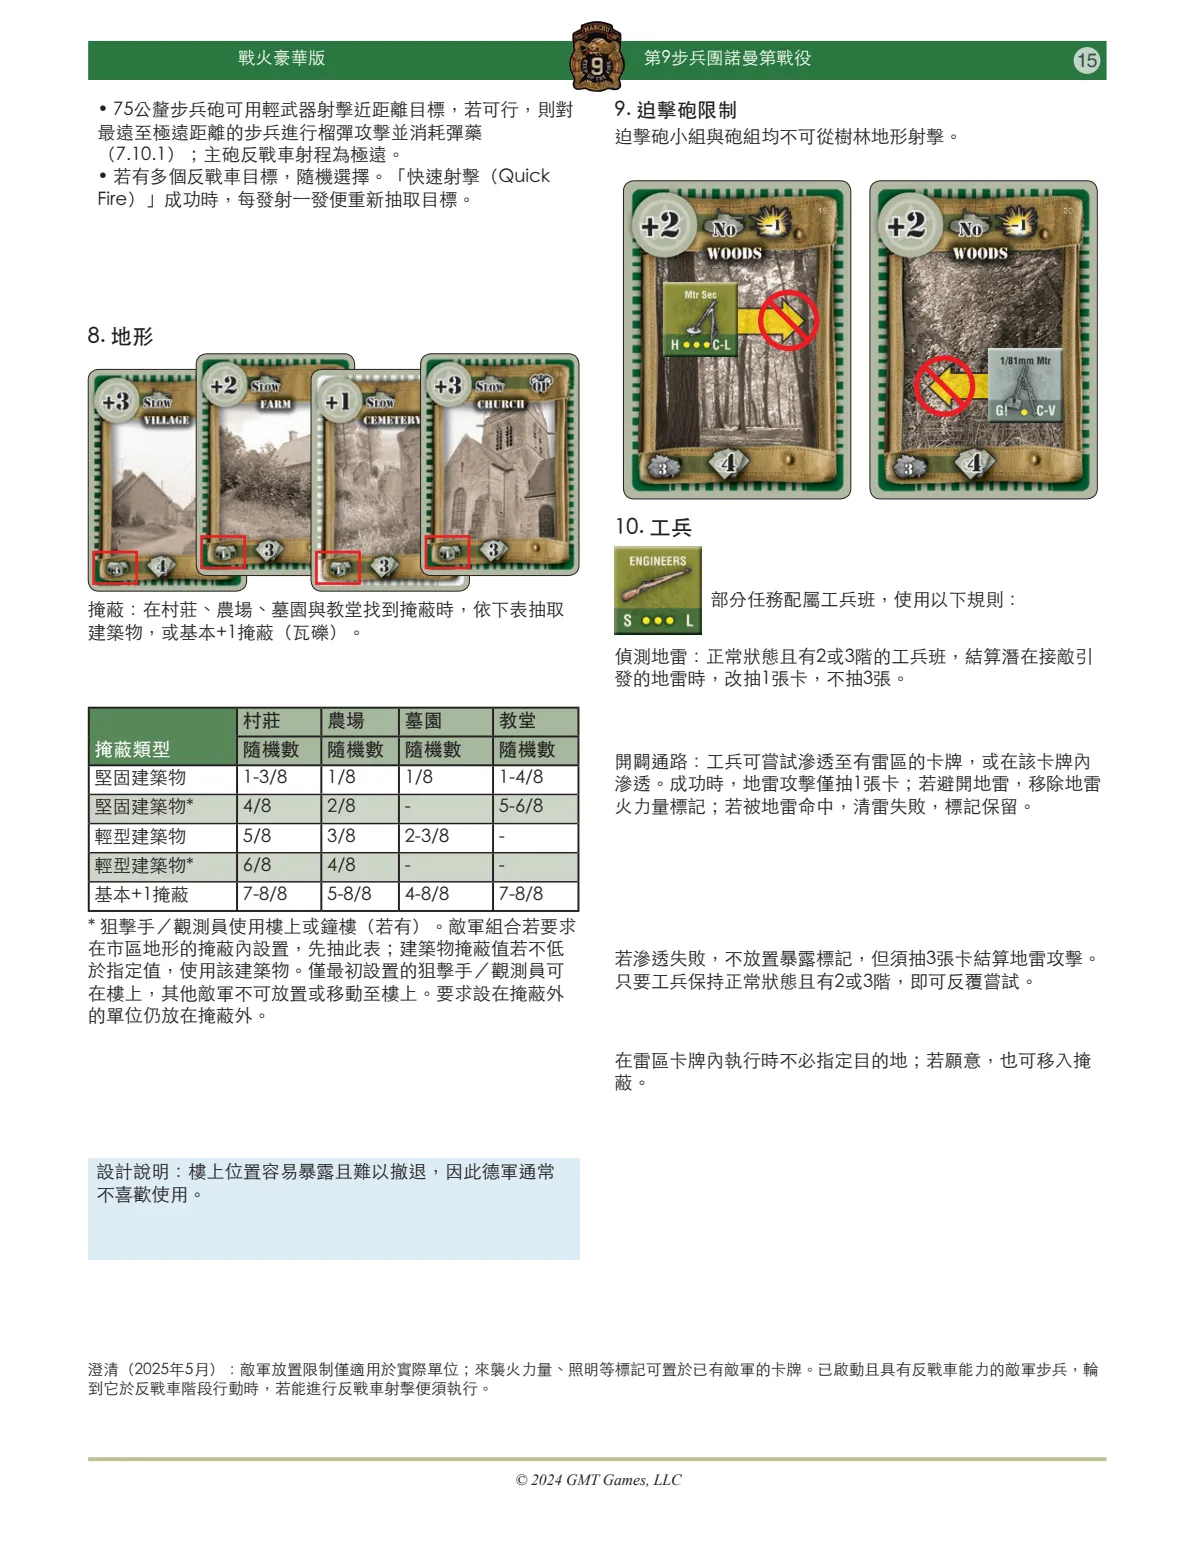 戰火豪華版
MANCHU
9
第9步兵團諾曼第戰役
15
• 75公釐步兵砲可用輕武器射擊近距離目標，若可行，則對
最遠至極遠距離的步兵進行榴彈攻擊並消耗彈藥
（7.10.1）；主砲反戰車射程為極遠。
• 若有多個反戰車目標，隨機選擇。「快速射擊（Quick
Fire）」成功時，每發射一發便重新抽取目標。
8. 地形
+3 SLOW
VILLAGE
3
4
+2 SLOW
FARM
3
+1 SLOW
CEMETERY
3
+3 SLOW
CHURCH
3
掩蔽：在村莊、農場、墓園與教堂找到掩蔽時，依下表抽取
建築物，或基本+1掩蔽（瓦礫）。
村莊 農場 墓園 教堂
掩蔽類型 隨機數 隨機數 隨機數 隨機數
堅固建築物 1-3/8 1/8 1/8 1-4/8
堅固建築物* 4/8 2/8 - 5-6/8
輕型建築物 5/8 3/8 2-3/8 -
輕型建築物* 6/8 4/8 - -
基本+1掩蔽 7-8/8 5-8/8 4-8/8 7-8/8
* 狙擊手／觀測員使用樓上或鐘樓（若有）。敵軍組合若要求
在市區地形的掩蔽內設置，先抽此表；建築物掩蔽值若不低
於指定值，使用該建築物。僅最初設置的狙擊手／觀測員可
在樓上，其他敵軍不可放置或移動至樓上。要求設在掩蔽外
的單位仍放在掩蔽外。
設計說明：樓上位置容易暴露且難以撤退，因此德軍通常
不喜歡使用。
9. 迫擊砲限制
迫擊砲小組與砲組均不可從樹林地形射擊。
+2 No -1
15
WOODS
Mtr Sec
H C-L
3
4
+2 No -1
20
WOODS
1/81mm Mtr
G! C-V
3
4
10. 工兵
ENGINEERS
S L
部分任務配屬工兵班，使用以下規則：
偵測地雷：正常狀態且有2或3階的工兵班，結算潛在接敵引
發的地雷時，改抽1張卡，不抽3張。
開闢通路：工兵可嘗試滲透至有雷區的卡牌，或在該卡牌內
滲透。成功時，地雷攻擊僅抽1張卡；若避開地雷，移除地雷
火力量標記；若被地雷命中，清雷失敗，標記保留。
若滲透失敗，不放置暴露標記，但須抽3張卡結算地雷攻擊。
只要工兵保持正常狀態且有2或3階，即可反覆嘗試。
在雷區卡牌內執行時不必指定目的地；若願意，也可移入掩
蔽。
澄清（2025年5月）：敵軍放置限制僅適用於實際單位；來襲火力量、照明等標記可置於已有敵軍的卡牌。已啟動且具有反戰車能力的敵軍步兵，輪
到它於反戰車階段行動時，若能進行反戰車射擊便須執行。
© 2024 GMT Games, LLC